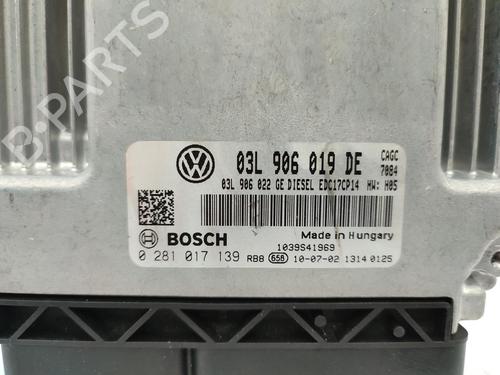 B-PARTS
VW
03L 906 019 DE
CAGC
7084
03L 906 022 GE DIESEL EDC17CP14 HW: H05
BOSCH
Made in Hungary
1039S41969
0 281 017 139 RB8 658 10-07-02 1314 0125